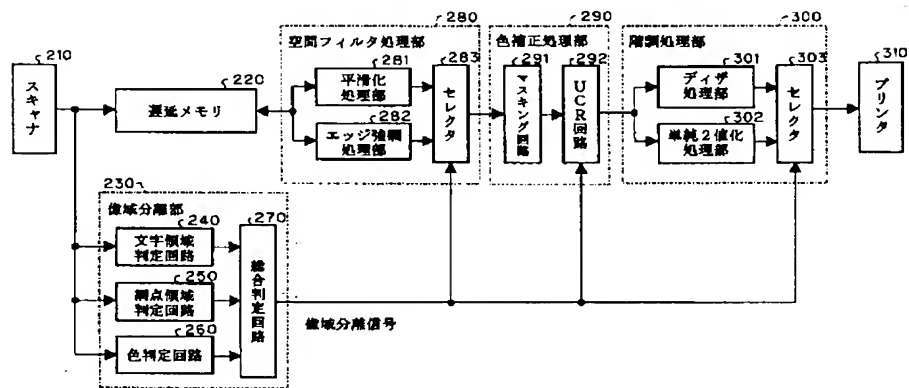 280
空間フィルタ処理部
290
色補正処理部
300
階調処理部
210
スキャナ
220
遅延メモリ
281
平滑化
処理部
282
エッジ強調
処理部
283
セレクタ
291
マスキング回路
292
UCR回路
301
ディザ
処理部
302
単純2値化
処理部
303
セレクタ
310
プリンタ
230
像域分離部
240
文字領域
判定回路
250
網点領域
判定回路
260
色判定回路
270
総合判定回路
像域分離信号